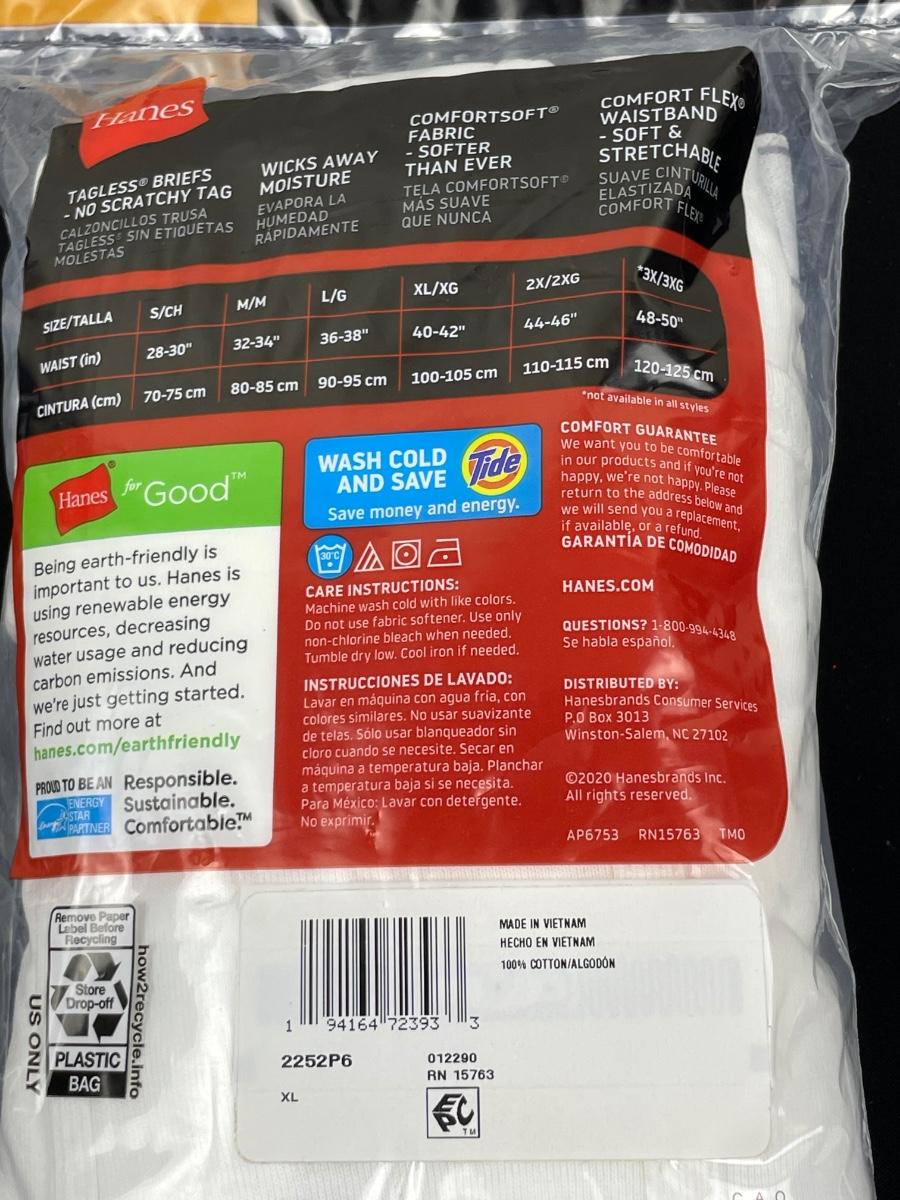 Hanes
TAGLESS® BRIEFS
- NO SCRATCHY TAG
CALZONCILLOS TRUSA
TAGLESS® SIN ETIQUETAS
MOLESTAS
WICKS AWAY
MOISTURE
EVAPORA LA
HUMEDAD
RÁPIDAMENTE
COMFORTSOFT®
FABRIC
- SOFTER
THAN EVER
TELA COMFORTSOFT®
MÁS SUAVE
QUE NUNCA
COMFORT FLEX®
WAISTBAND
- SOFT &
STRETCHABLE
SUAVE CINTURILLA
ELASTIZADA
COMFORT FLEX®
SIZE/TALLA S/CH M/M L/G XL/XG 2X/2XG *3X/3XG
WAIST (in) 28-30" 32-34" 36-38" 40-42" 44-46" 48-50"
CINTURA (cm) 70-75 cm 80-85 cm 90-95 cm 100-105 cm 110-115 cm 120-125 cm
*not available in all styles
Hanes® for Good™
Being earth-friendly is
important to us. Hanes is
using renewable energy
resources, decreasing
water usage and reducing
carbon emissions. And
we're just getting started.
Find out more at
hanes.com/earthfriendly
PROUD TO BE AN
ENERGY
STAR
PARTNER
Responsible.
Sustainable.
Comfortable.™
WASH COLD
AND SAVE
Tide
Save money and energy.
30°C
CARE INSTRUCTIONS:
Machine wash cold with like colors.
Do not use fabric softener. Use only
non-chlorine bleach when needed.
Tumble dry low. Cool iron if needed.
INSTRUCCIONES DE LAVADO:
Lavar en máquina con agua fría, con
colores similares. No usar suavizante
de telas. Sólo usar blanqueador sin
cloro cuando se necesite. Secar en
máquina a temperatura baja. Planchar
a temperatura baja si se necesita.
Para México: Lavar con detergente.
No exprimir.
COMFORT GUARANTEE
We want you to be comfortable
in our products and if you're not
happy, we're not happy. Please
return to the address below and
we will send you a replacement,
if available, or a refund.
GARANTÍA DE COMODIDAD
HANES.COM
QUESTIONS? 1-800-994-4348
Se habla español.
DISTRIBUTED BY:
Hanesbrands Consumer Services
P.O Box 3013
Winston-Salem, NC 27102
©2020 Hanesbrands Inc.
All rights reserved.
AP6753 RN15763 TMO
Remove Paper
Label Before
Recycling
Store
Drop-off
PLASTIC
BAG
how2recycle.info
US ONLY
1 94164 72393 3
MADE IN VIETNAM
HECHO EN VIETNAM
100% COTTON/ALGODÓN
2252P6
012290
RN 15763
XL
EPC
TM